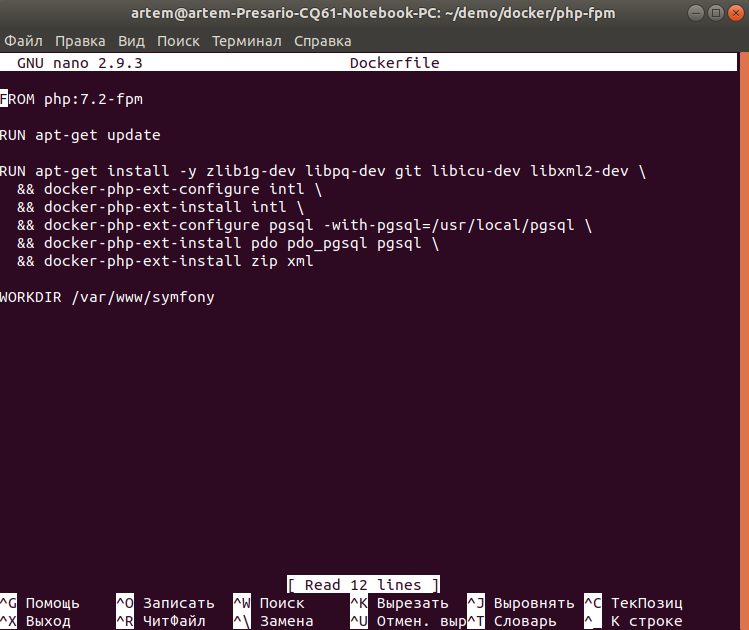 artem@artem-Presario-CQ61-Notebook-PC: ~/demo/docker/php-fpm
Файл Правка Вид Поиск Терминал Справка
GNU nano 2.9.3 Dockerfile
FROM php:7.2-fpm
RUN apt-get update
RUN apt-get install -y zlib1g-dev libpq-dev git libicu-dev libxml2-dev \
&& docker-php-ext-configure intl \
&& docker-php-ext-install intl \
&& docker-php-ext-configure pgsql -with-pgsql=/usr/local/pgsql \
&& docker-php-ext-install pdo pdo_pgsql pgsql \
&& docker-php-ext-install zip xml
WORKDIR /var/www/symfony
[ Read 12 lines ]
^G Помощь ^O Записать ^W Поиск ^K Вырезать ^J Выровнять ^C ТекПозиц
^X Выход ^R ЧитФайл ^\ Замена ^U Отмен. выр^T Словарь ^_ К строке